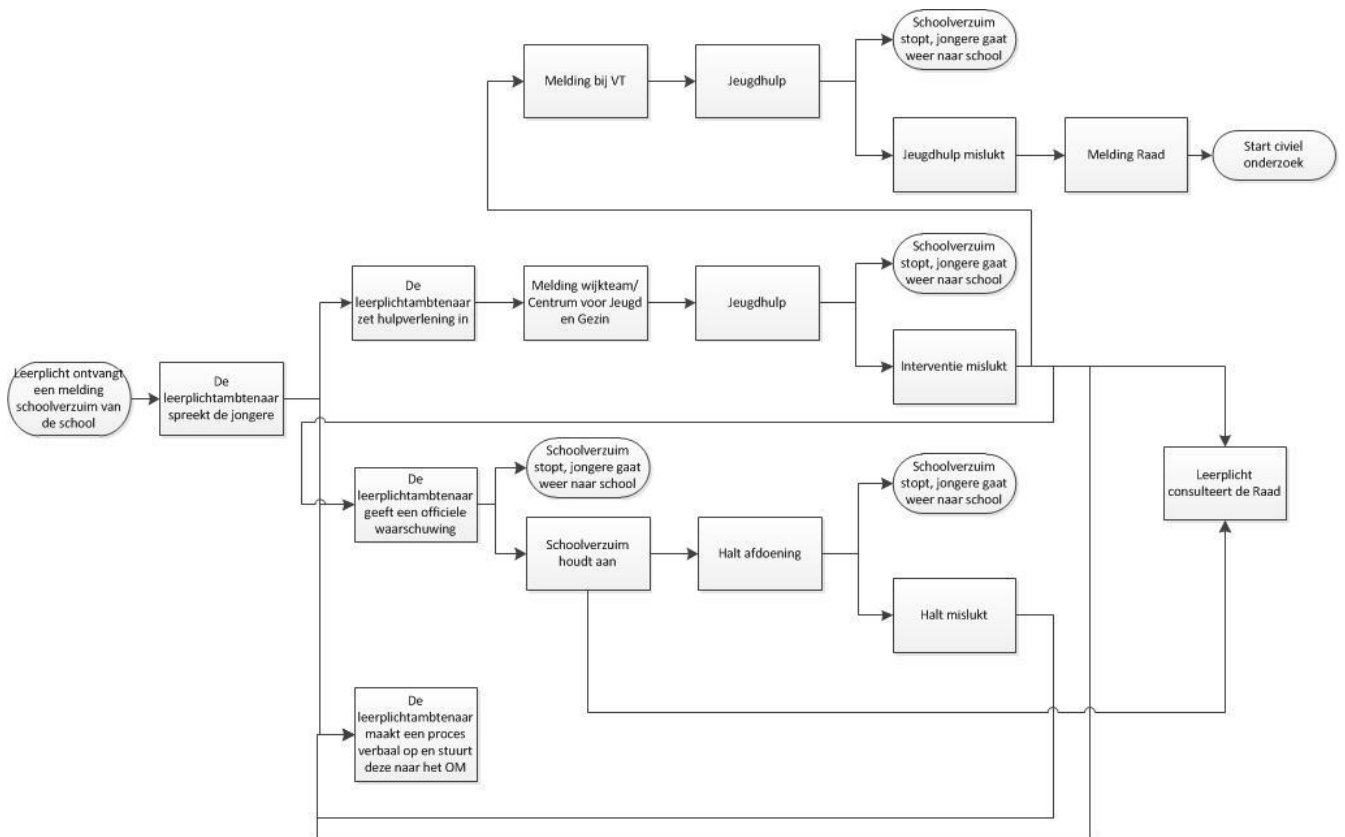 Schoolverzuim
stopt, jongere gaat
weer naar school
Melding bij VT
Jeugdhulp
Jeugdhulp mislukt
Melding Raad
Start civiel
onderzoek
De
leerplichtambtenaar
zet hulpverlening in
Melding wijkteam/
Centrum voor Jeugd
en Gezin
Jeugdhulp
Schoolverzuim
stopt, jongere gaat
weer naar school
Interventie mislukt
Leerplicht ontvangt
een melding
schoolverzuim van
de school
De
leerplichtambtenaar
spreekt de jongere
Leerplicht
consulteert de Raad
De
leerplichtambtenaar
geeft een officiele
waarschuwing
Schoolverzuim
stopt, jongere gaat
weer naar school
Schoolverzuim
houdt aan
Halt afdoening
Schoolverzuim
stopt, jongere gaat
weer naar school
Halt mislukt
De
leerplichtambtenaar
maakt een proces
verbaal op en stuurt
deze naar het OM